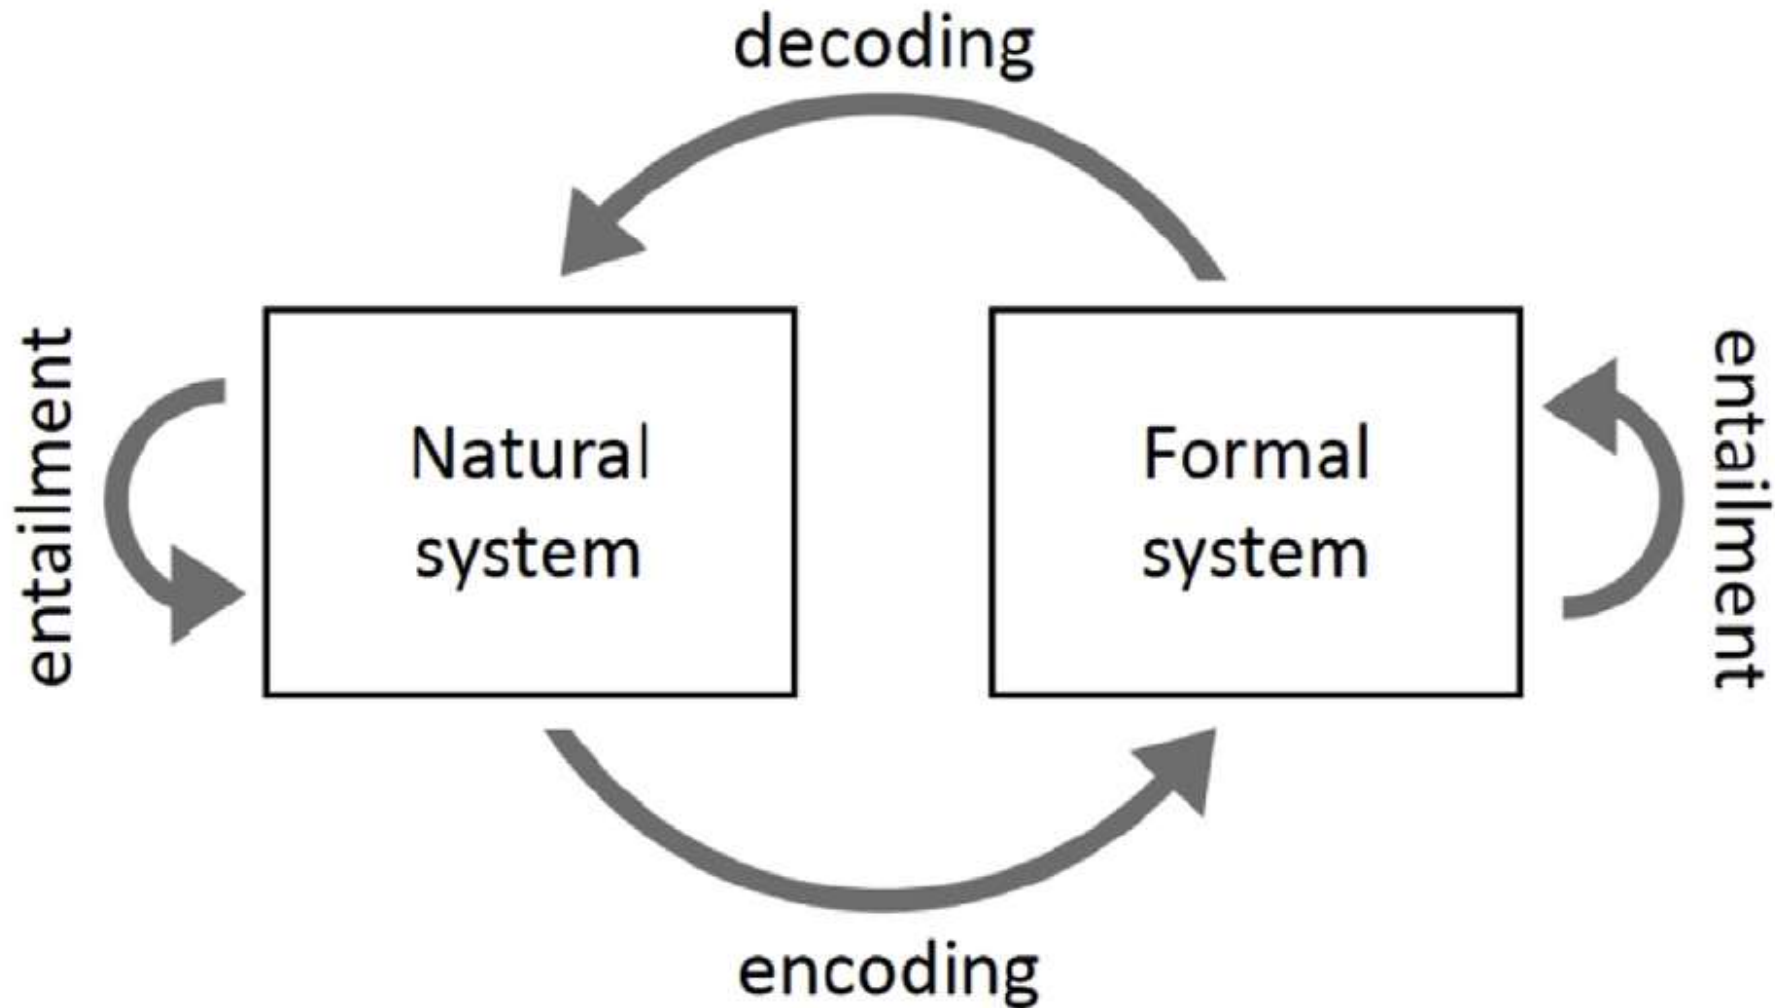 decoding
entailment
Natural
system
Formal
system
entailment
encoding